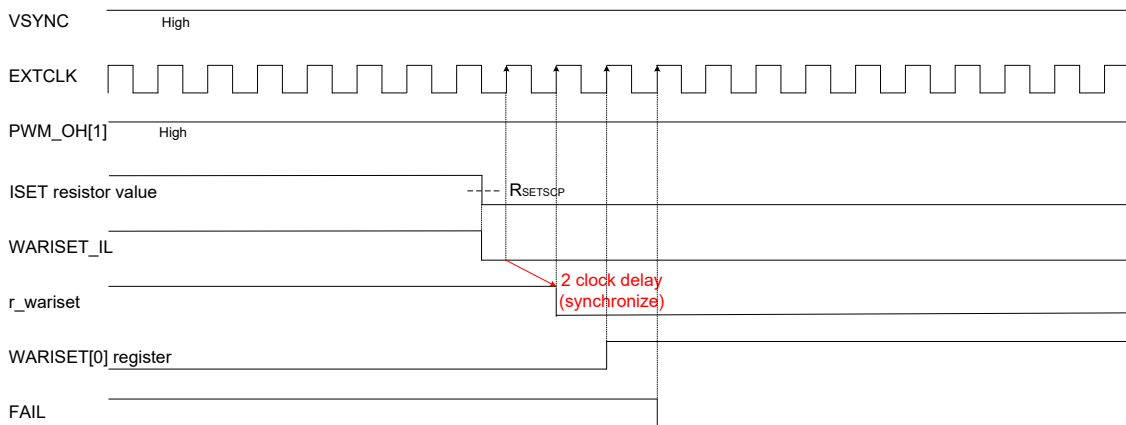 VSYNC
High
EXTCLK
PWM_OH[1]
High
ISET resistor value
RSETSCP
WARISET_IL
2 clock delay
(synchronize)
r_wariset
WARISET[0] register
FAIL